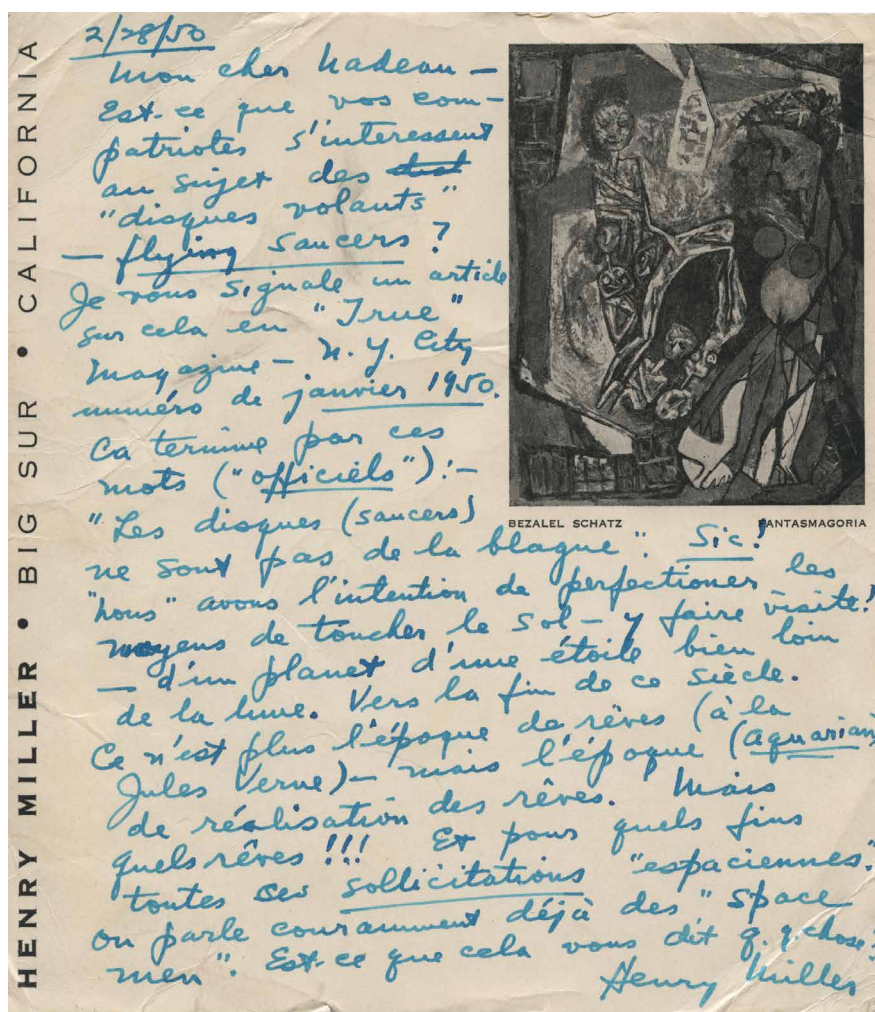 2/28/50
Mon cher Nadeau —
Est-ce que vos com-
patriotes s'interessent
au sujet des
"disques volants"
— flying saucers ?
Je vous signale un article
sur cela en "True"
Magazine — N.Y. City
numéro de janvier 1950.
Ca termine par ces
mots ("officiels"):—
"Les disques (saucers)
ne sont pas de la blague". Sic!
"Nous" avons l'intention de perfectioner les
moyens de toucher le sol — y faire visite!
— d'un planet d'une étoile bien loin
de la lune. Vers la fin de ce siècle.
Ce n'est plus l'époque de rêves (à la
Jules Verne) — mais l'époque (aquarian)
de réalisation des rêves. Mais
quels rêves !!! Et pour quels fins
toutes ces sollicitations "espaciennes".
On parle couramment déjà des "space
men". Est-ce que cela vous dit q.q.chose?
Henry Miller
BEZALEL SCHATZ FANTASMAGORIA
HENRY MILLER • BIG SUR • CALIFORNIA